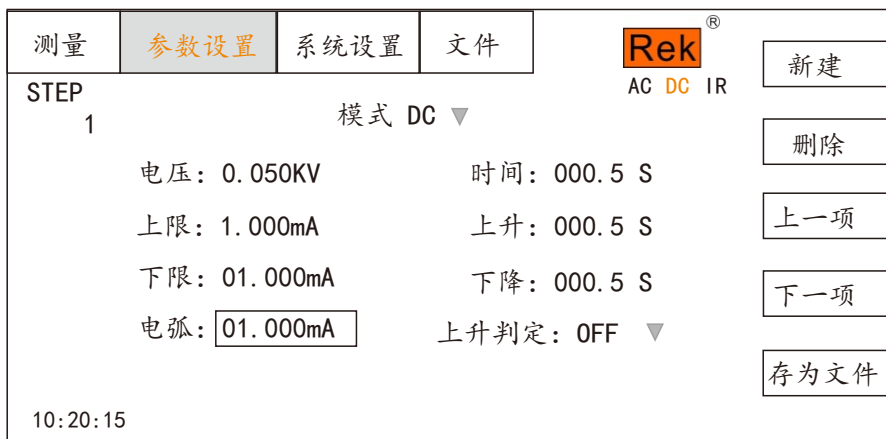 测量 参数设置 系统设置 文件 Rek ®
AC DC IR
新建
STEP
1
模式 DC ▼
删除
电压: 0.050KV 时间: 000.5 S
上限: 1.000mA 上升: 000.5 S
上一项
下限: 01.000mA 下降: 000.5 S
下一项
电弧: 01.000mA 上升判定: OFF ▼
存为文件
10:20:15